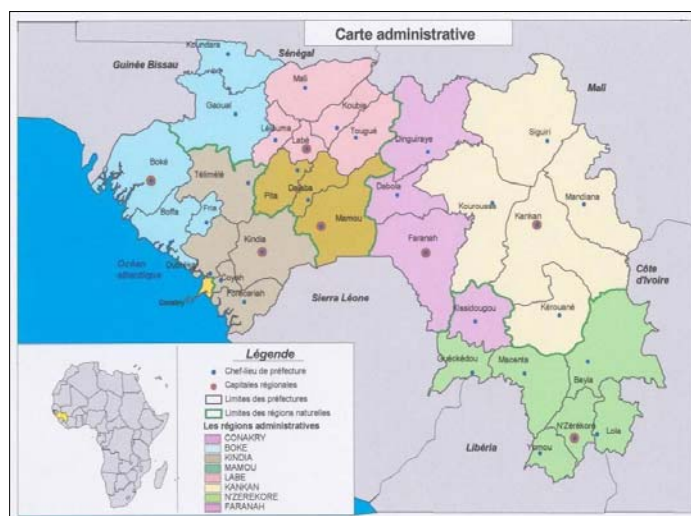 Carte administrative
Koundara
Sénégal
Guinée Bissau
Mali
Mali
Gaoual
Koubia
Lélouma
Labé
Tougué
Dinguiraye
Siguiri
Boké
Télimélé
Pita
Dalaba
Dabola
Kouroussa
Mandiana
Boffa
Fria
Mamou
Kankan
Kindia
Faranah
Océan
atlantique
Coyah
Forécariah
Sierra Léone
Côte
d'Ivoire
Kissidougou
Kérouané
Guéckédou
Macenta
Beyla
N'Zérékoré
Lola
Yomou
Libéria
Légende
Chef-lieu de préfecture
Capitales régionales
Limites des préfectures
Limites des régions naturelles
Les régions administratives
CONAKRY
BOKE
KINDIA
MAMOU
LABE
KANKAN
N'ZEREKORE
FARANAH